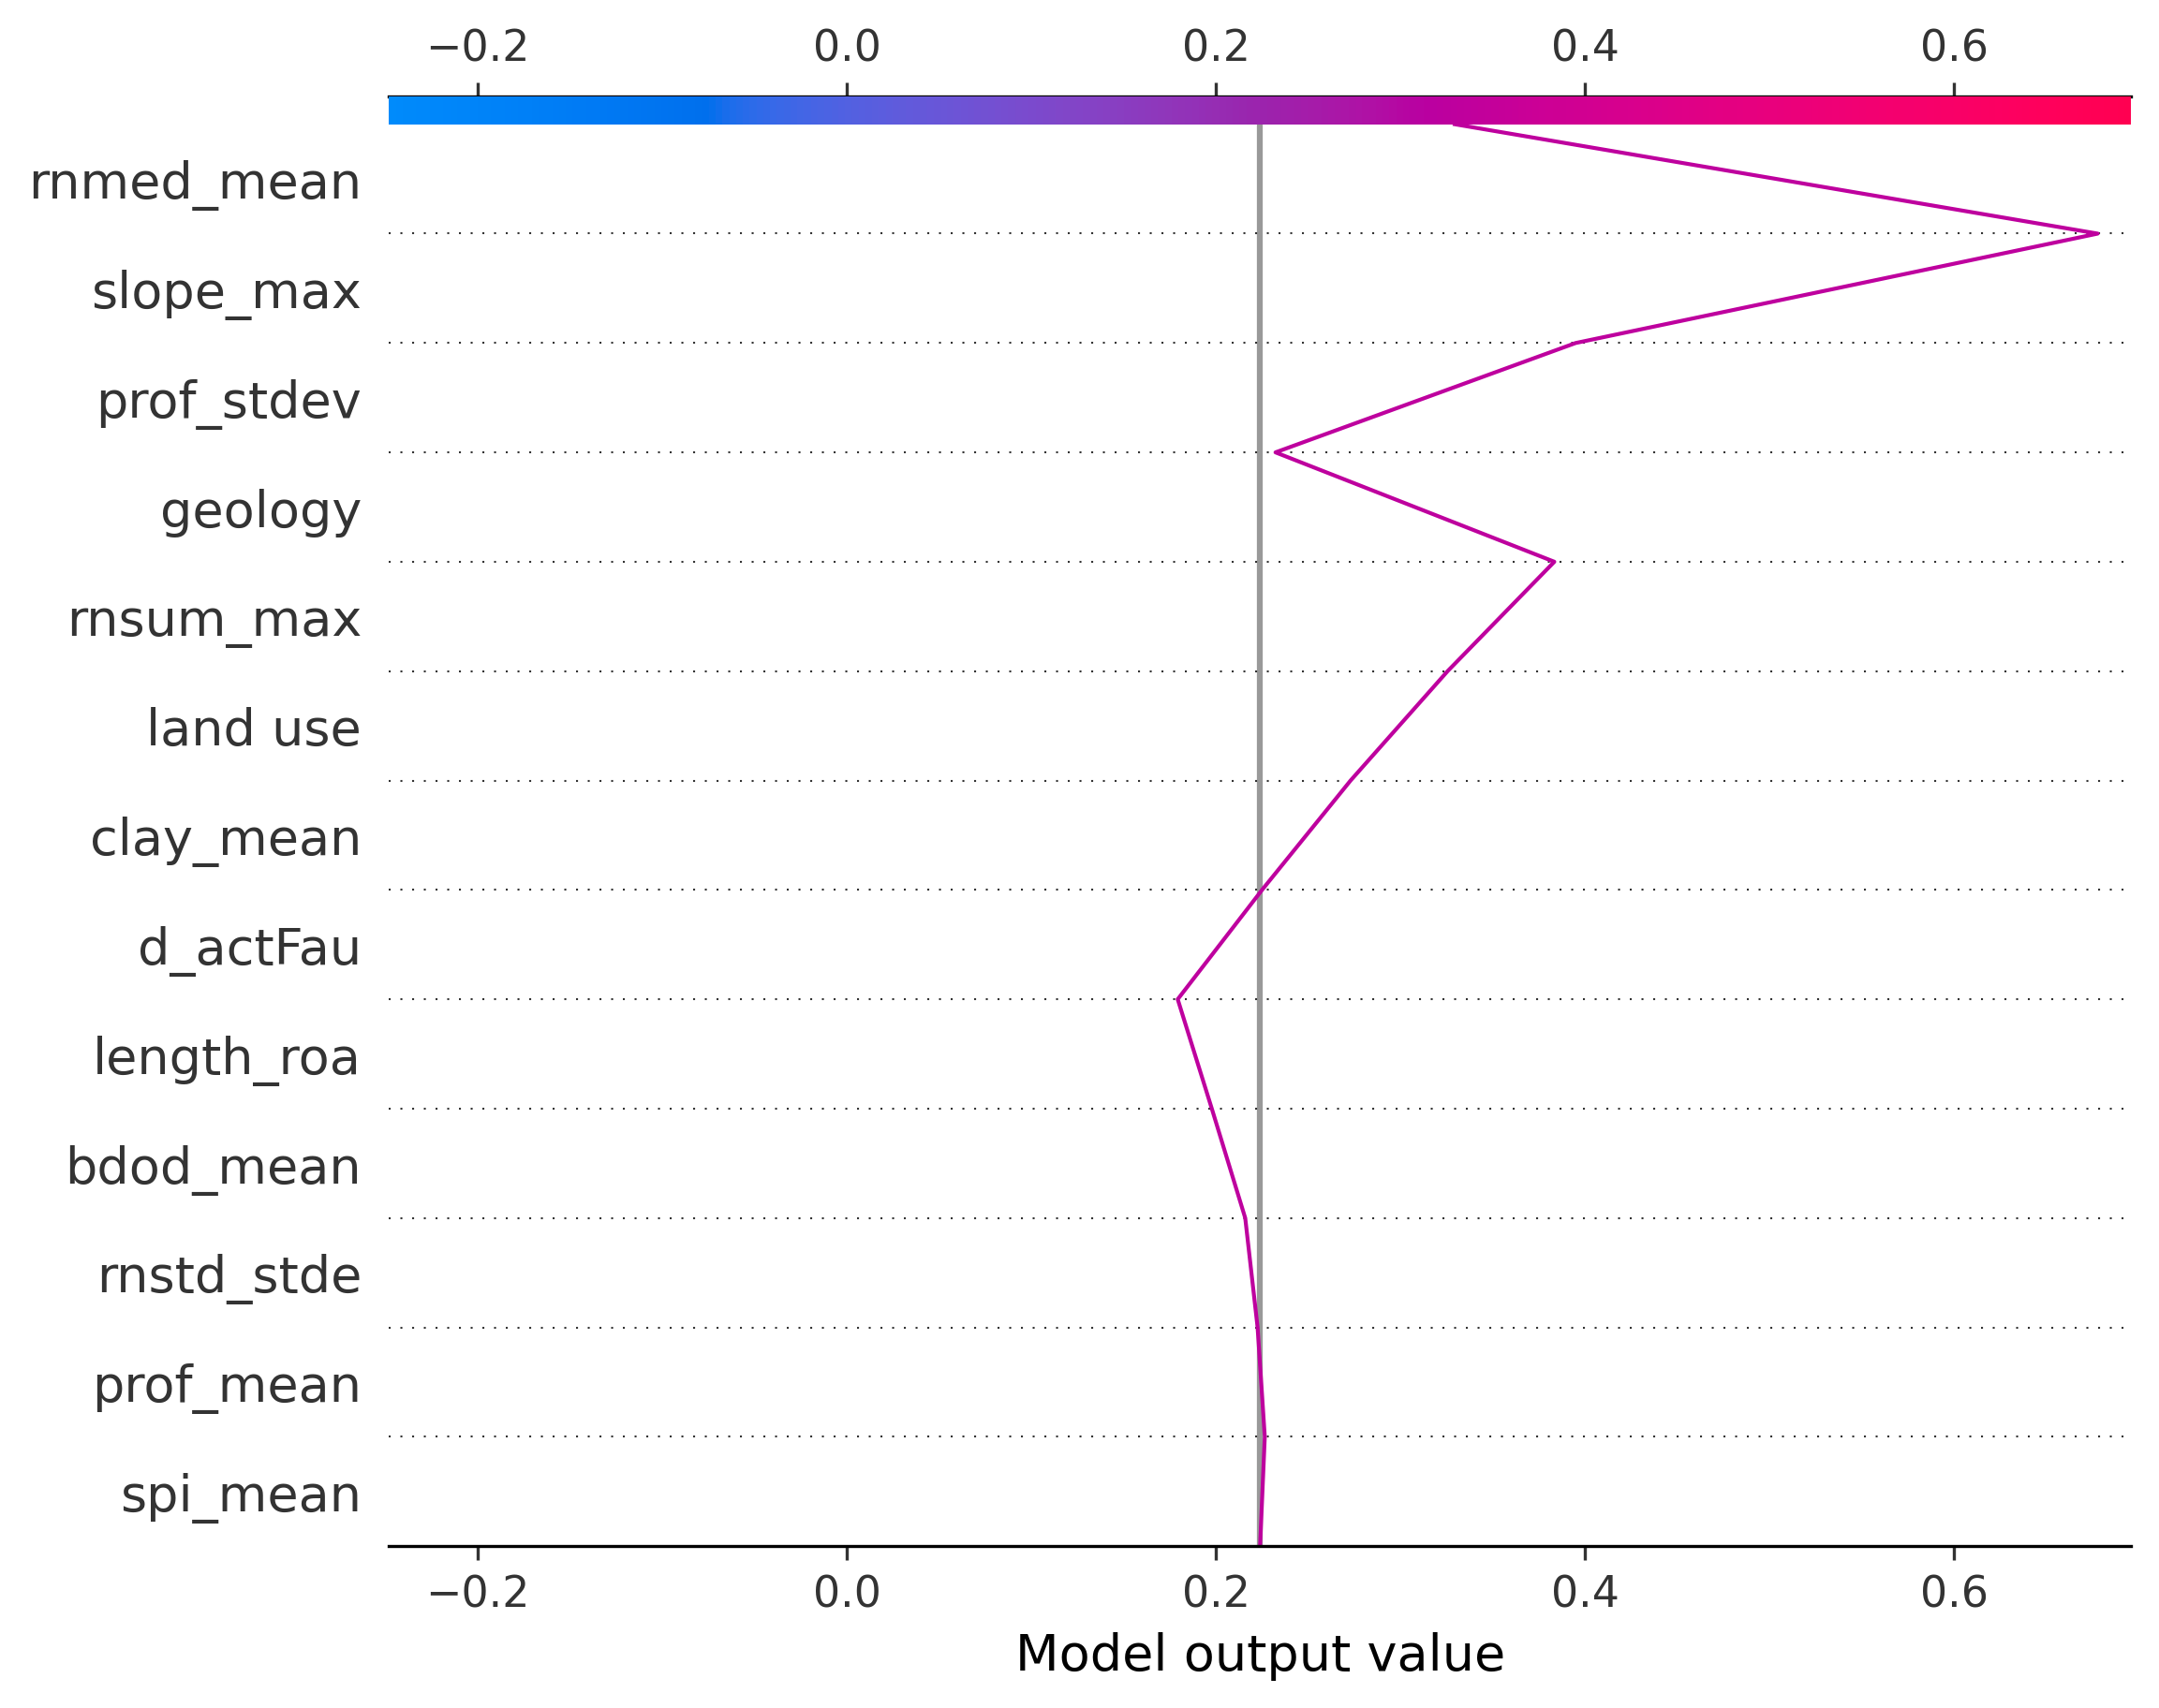 −0.2 0.0 0.2 0.4 0.6
rnmed_mean
slope_max
prof_stdev
geology
rnsum_max
land use
clay_mean
d_actFau
length_roa
bdod_mean
rnstd_stde
prof_mean
spi_mean
−0.2 0.0 0.2 0.4 0.6
Model output value